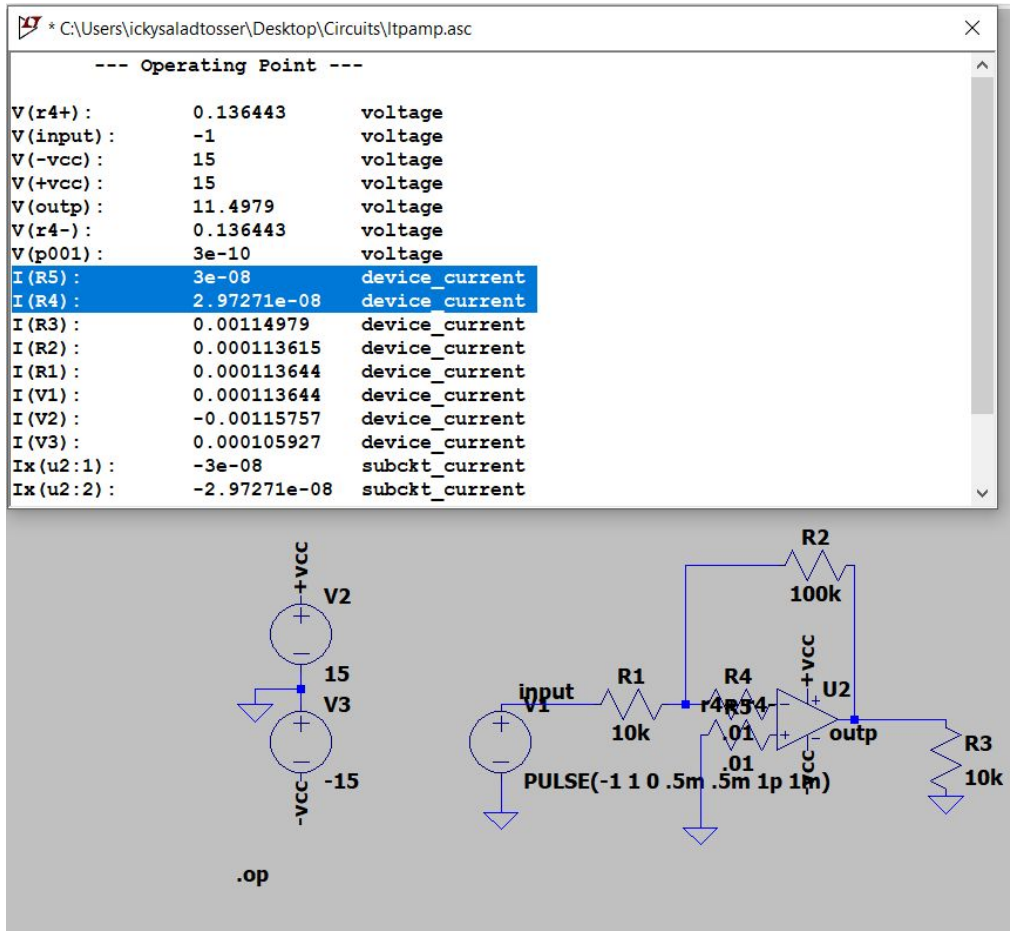 * C:\Users\ickysaladtosser\Desktop\Circuits\ltpamp.asc
--- Operating Point ---
V(r4+): 0.136443 voltage
V(input): -1 voltage
V(-vcc): 15 voltage
V(+vcc): 15 voltage
V(outp): 11.4979 voltage
V(r4-): 0.136443 voltage
V(p001): 3e-10 voltage
I(R5): 3e-08 device_current
I(R4): 2.97271e-08 device_current
I(R3): 0.00114979 device_current
I(R2): 0.000113615 device_current
I(R1): 0.000113644 device_current
I(V1): 0.000113644 device_current
I(V2): -0.00115757 device_current
I(V3): 0.000105927 device_current
Ix(u2:1): -3e-08 subckt_current
Ix(u2:2): -2.97271e-08 subckt_current
R2
100k
+vcc
V2
15
V3
-15
-vcc
input
V1
R1
10k
R4
r4+
r4-
R5
.01
.01
+vcc
U2
outp
-vcc
R3
10k
PULSE(-1 1 0 .5m .5m 1p 1m)
.op